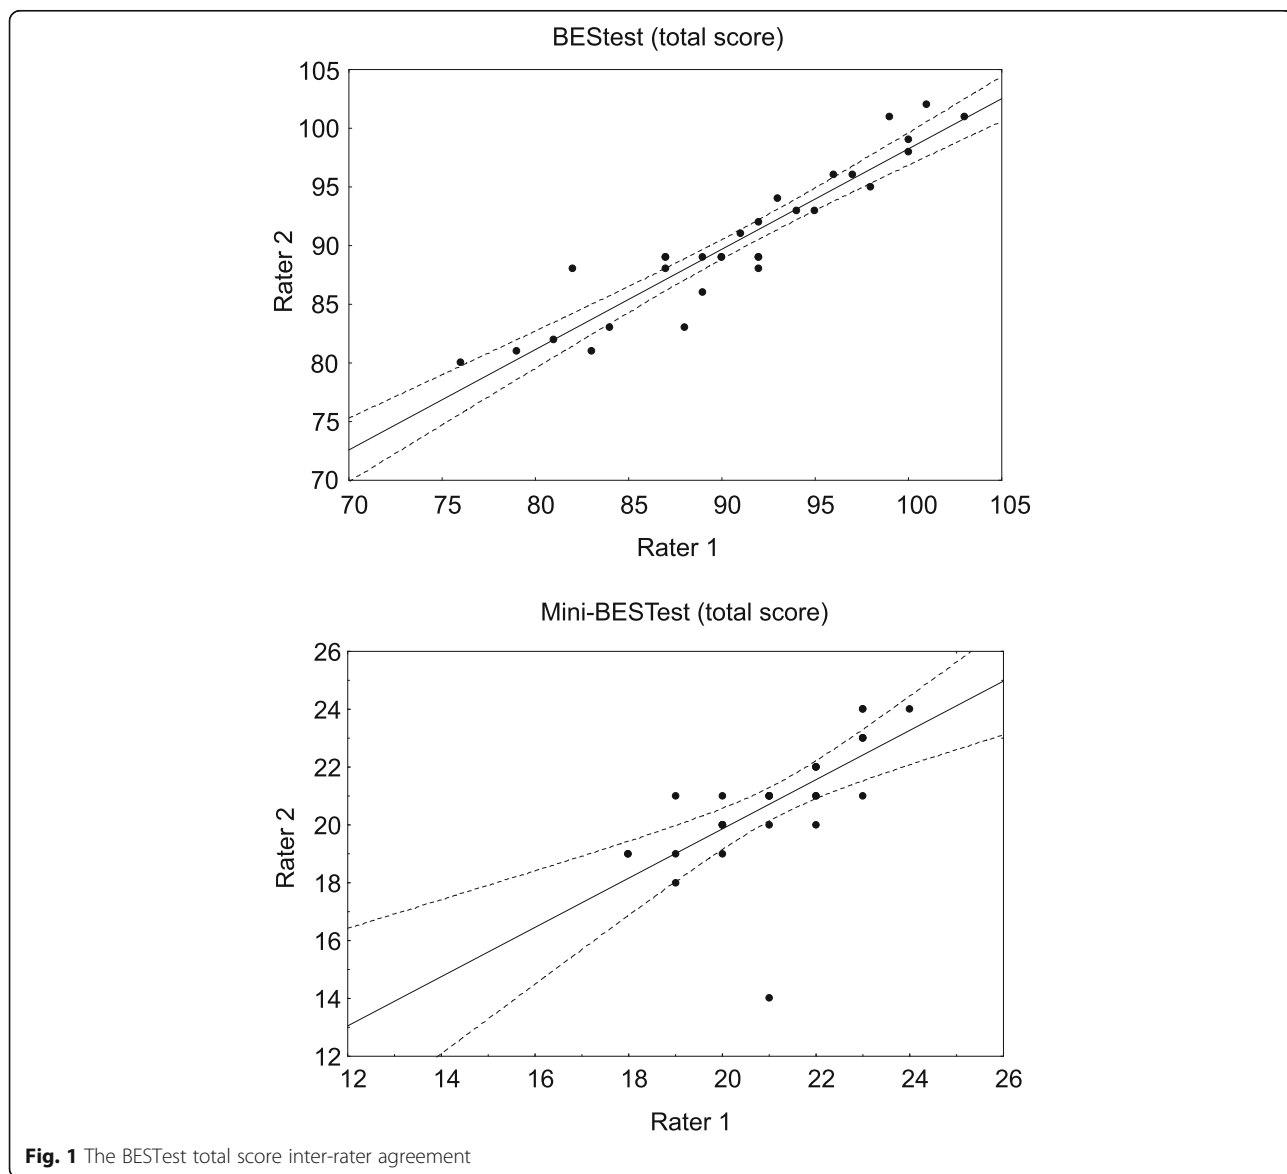 BEStest (total score)
105
100
95
90
85
80
75
70
Rater 2
70 75 80 85 90 95 100 105
Rater 1
Mini-BESTest (total score)
26
24
22
20
18
16
14
12
Rater 2
12 14 16 18 20 22 24 26
Rater 1
Fig. 1 The BESTest total score inter-rater agreement